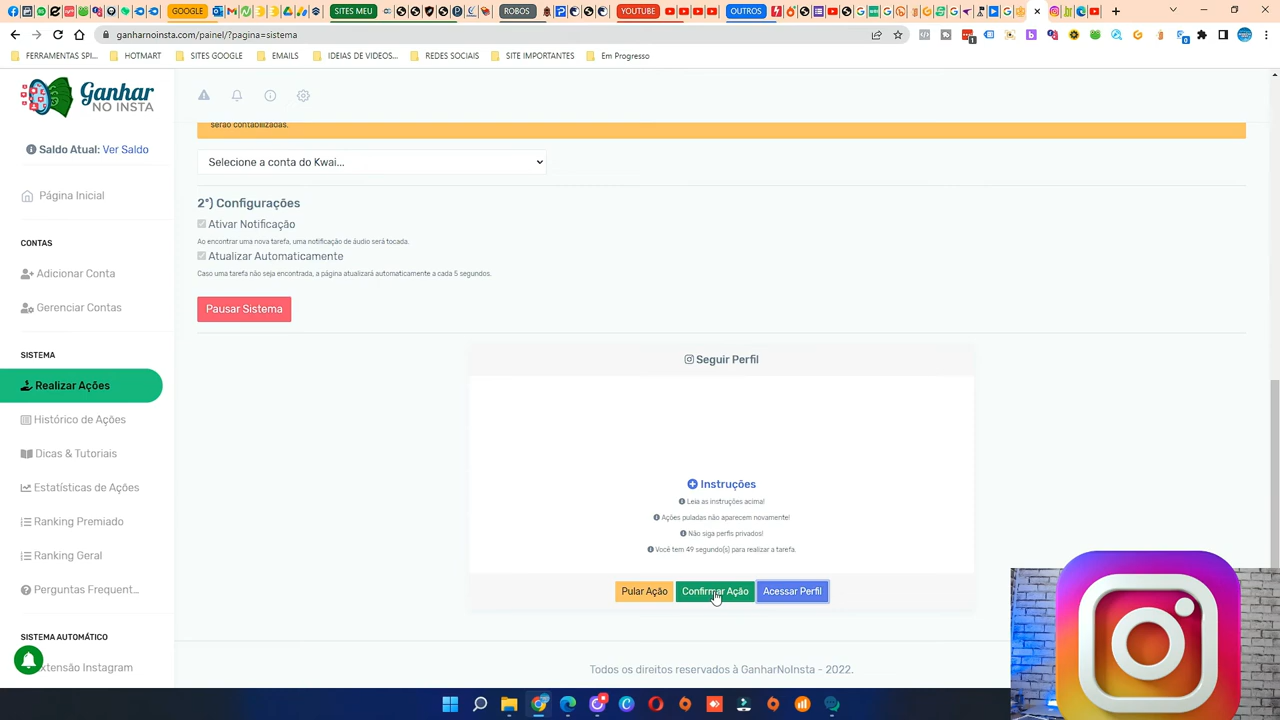 GOOGLE
SITES MEU
ROBOS
YOUTUBE
OUTROS
ganharnoinsta.com/painel/?pagina=sistema
FERRAMENTAS SPI...
HOTMART
SITES GOOGLE
EMAILS
IDEIAS DE VIDEOS...
REDES SOCIAIS
SITE IMPORTANTES
Em Progresso
Ganhar
NO INSTA
Saldo Atual: Ver Saldo
Página Inicial
CONTAS
Adicionar Conta
Gerenciar Contas
SISTEMA
Realizar Ações
Histórico de Ações
Dicas & Tutoriais
Estatísticas de Ações
Ranking Premiado
Ranking Geral
Perguntas Frequent...
SISTEMA AUTOMÁTICO
xtensão Instagram
serão contabilizadas.
Selecione a conta do Kwai...
2°) Configurações
Ativar Notificação
Ao encontrar uma nova tarefa, uma notificação de áudio será tocada.
Atualizar Automaticamente
Caso uma tarefa não seja encontrada, a página atualizará automaticamente a cada 5 segundos.
Pausar Sistema
Seguir Perfil
Instruções
Leia as instruções acima!
Ações puladas não aparecem novamente!
Não siga perfis privados!
Você tem 49 segundo(s) para realizar a tarefa.
Pular Ação
Confirmar Ação
Acessar Perfil
Todos os direitos reservados à GanharNoInsta - 2022.